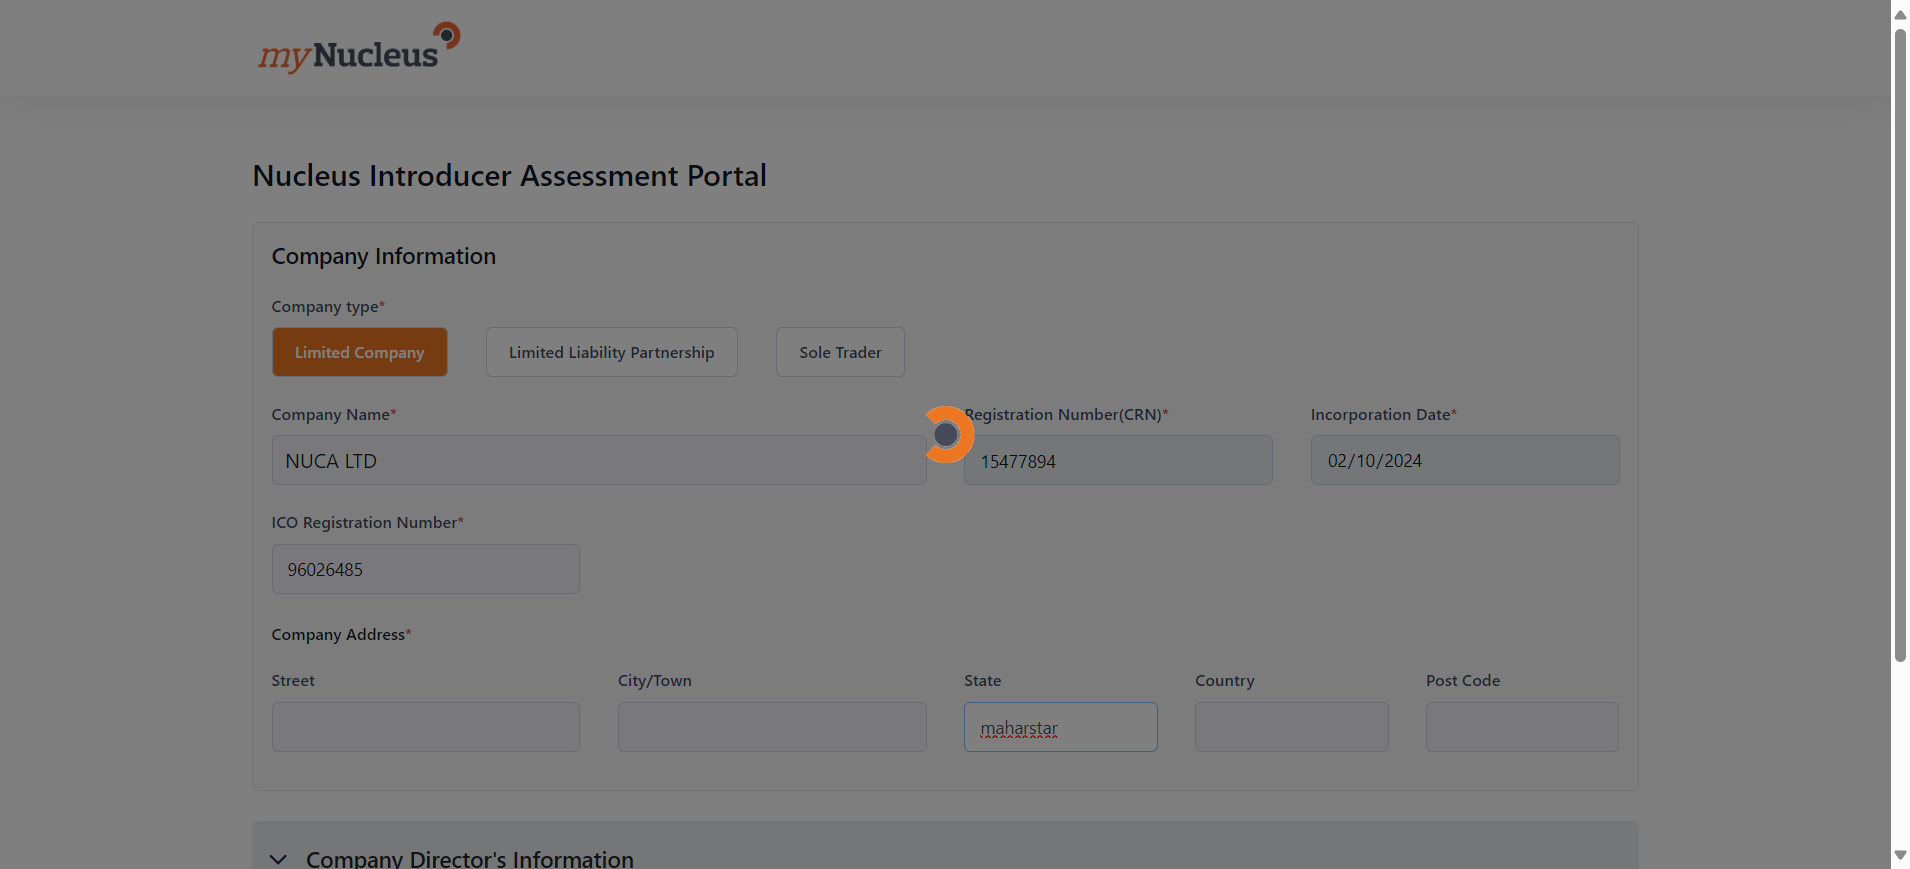 myNucleus
Nucleus Introducer Assessment Portal
Company Information
Company type*
Limited Company
Limited Liability Partnership
Sole Trader
Company Name*
Registration Number(CRN)*
Incorporation Date*
NUCA LTD
15477894
02/10/2024
ICO Registration Number*
96026485
Company Address*
Street
City/Town
State
Country
Post Code
maharstar
Company Director's Information